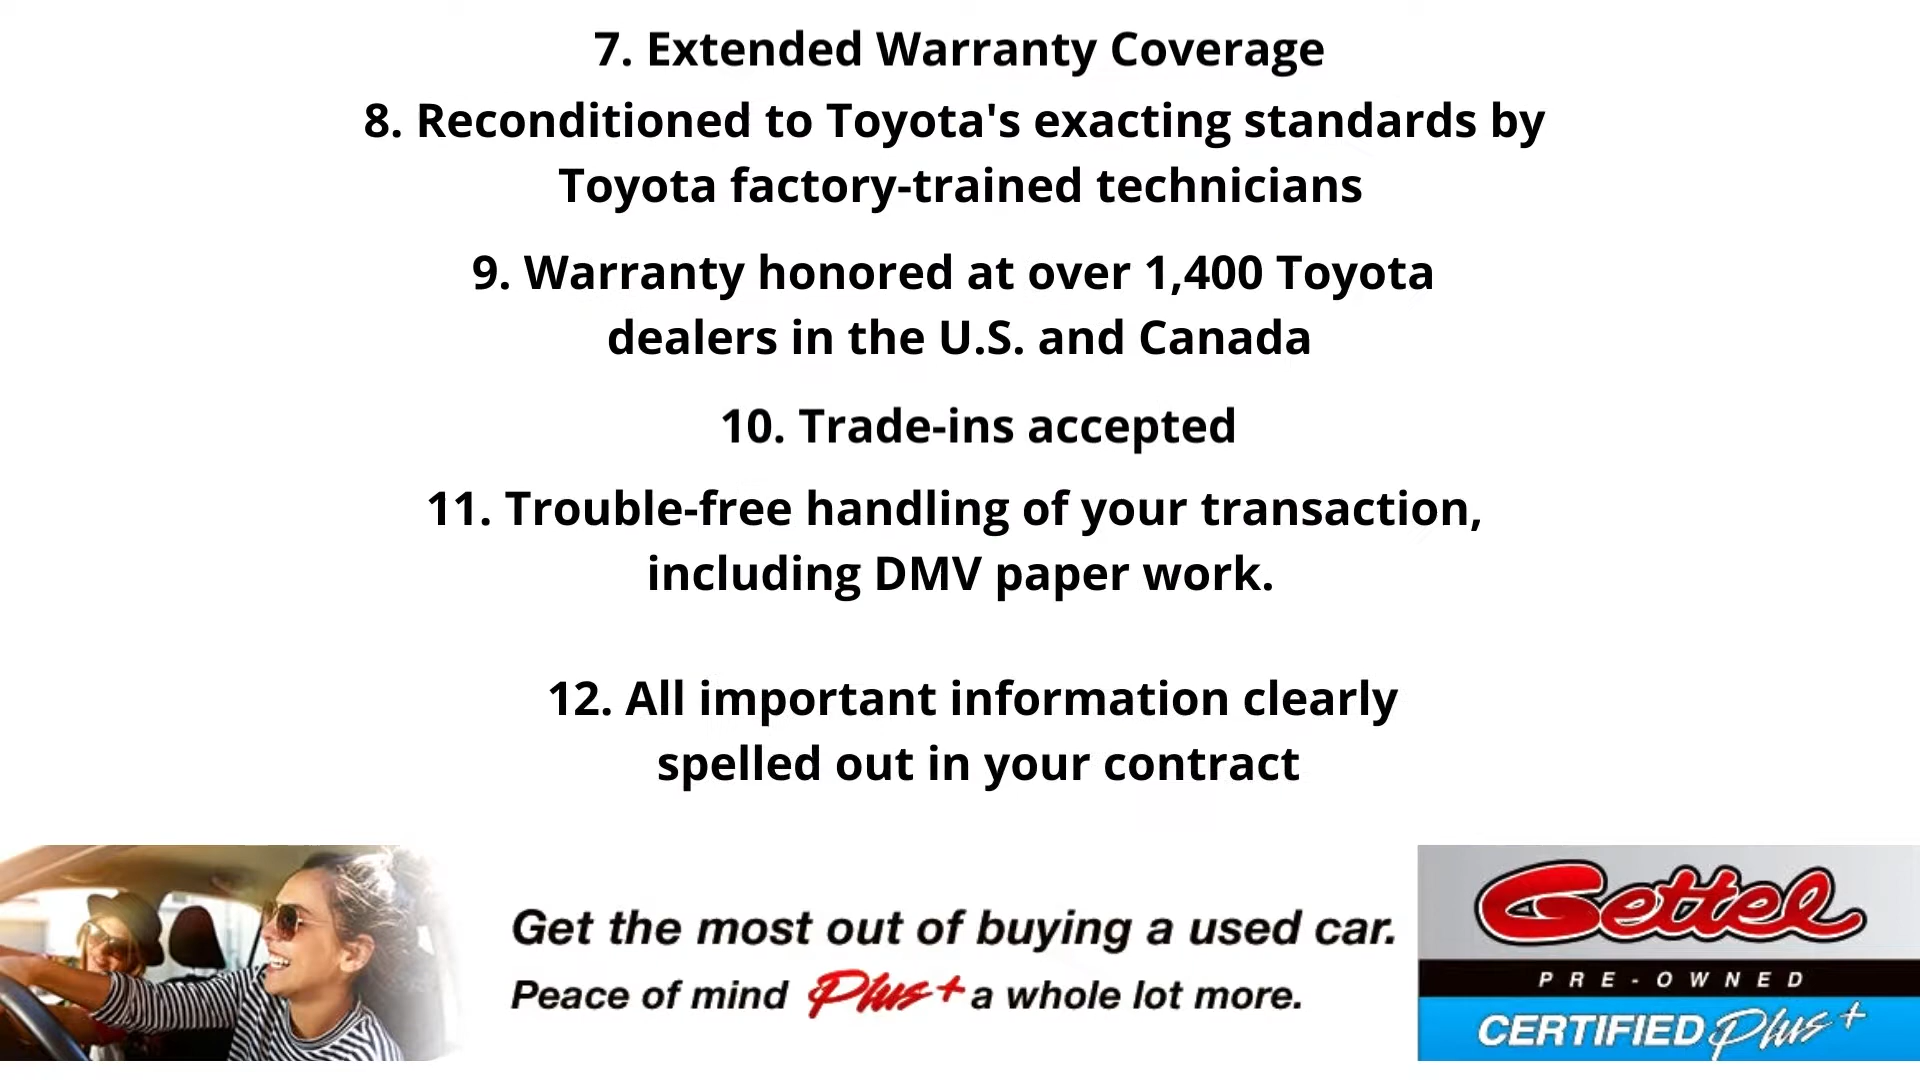 7. Extended Warranty Coverage
8. Reconditioned to Toyota's exacting standards by
Toyota factory-trained technicians
9. Warranty honored at over 1,400 Toyota
dealers in the U.S. and Canada
10. Trade-ins accepted
11. Trouble-free handling of your transaction,
including DMV paper work.
12. All important information clearly
spelled out in your contract
Get the most out of buying a used car.
Peace of mind Plus+ a whole lot more.
Gettel
PRE-OWNED
CERTIFIED Plus+